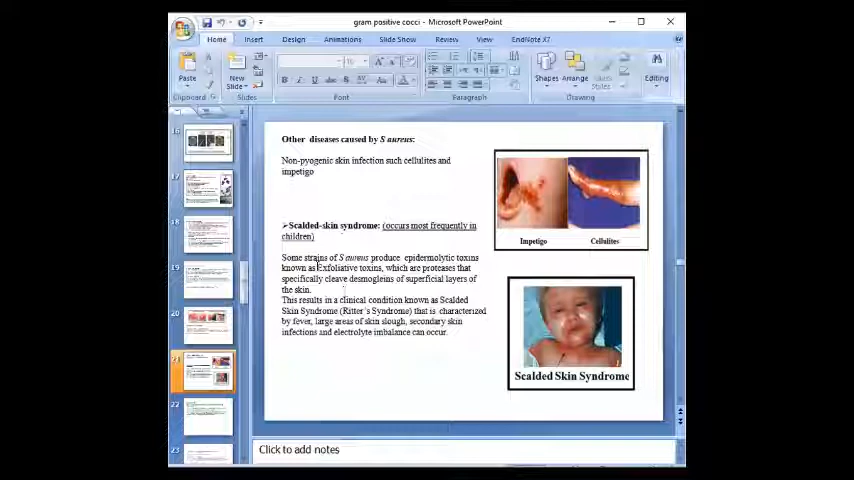 gram positive cocci - Microsoft PowerPoint
Home Insert Design Animations Slide Show Review View EndNote X7
Paste
New
Slide
Shapes Arrange
Editing
Clipboard Slides Font Paragraph Drawing
Other diseases caused by S aureus:
Non-pyogenic skin infection such cellulites and
impetigo
Impetigo Cellulites
➢Scalded-skin syndrome: (occurs most frequently in
children)
Some strains of S aureus produce epidermolytic toxins
known as Exfoliative toxins, which are proteases that
specifically cleave desmogleins of superficial layers of
the skin.
This results in a clinical condition known as Scalded
Skin Syndrome (Ritter's Syndrome) that is characterized
by fever, large areas of skin slough, secondary skin
infections and electrolyte imbalance can occur.
Scalded Skin Syndrome
17
18
19
20
21
22
23
Click to add notes